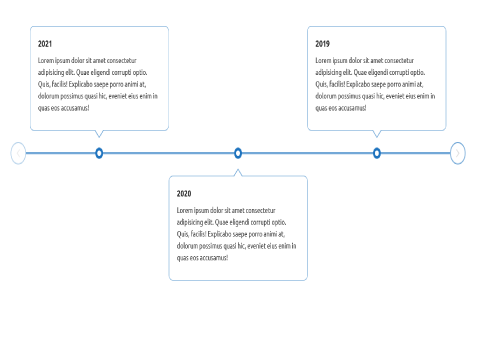 2021
Lorem ipsum dolor sit amet consectetur
adipisicing elit. Quae eligendi corrupti optio.
Quis, facilis! Explicabo saepe porro animi at,
dolorum possimus quasi hic, eveniet eius enim in
quas eos accusamus!
2019
Lorem ipsum dolor sit amet consectetur
adipisicing elit. Quae eligendi corrupti optio.
Quis, facilis! Explicabo saepe porro animi at,
dolorum possimus quasi hic, eveniet eius enim in
quas eos accusamus!
2020
Lorem ipsum dolor sit amet consectetur
adipisicing elit. Quae eligendi corrupti optio.
Quis, facilis! Explicabo saepe porro animi at,
dolorum possimus quasi hic, eveniet eius enim in
quas eos accusamus!